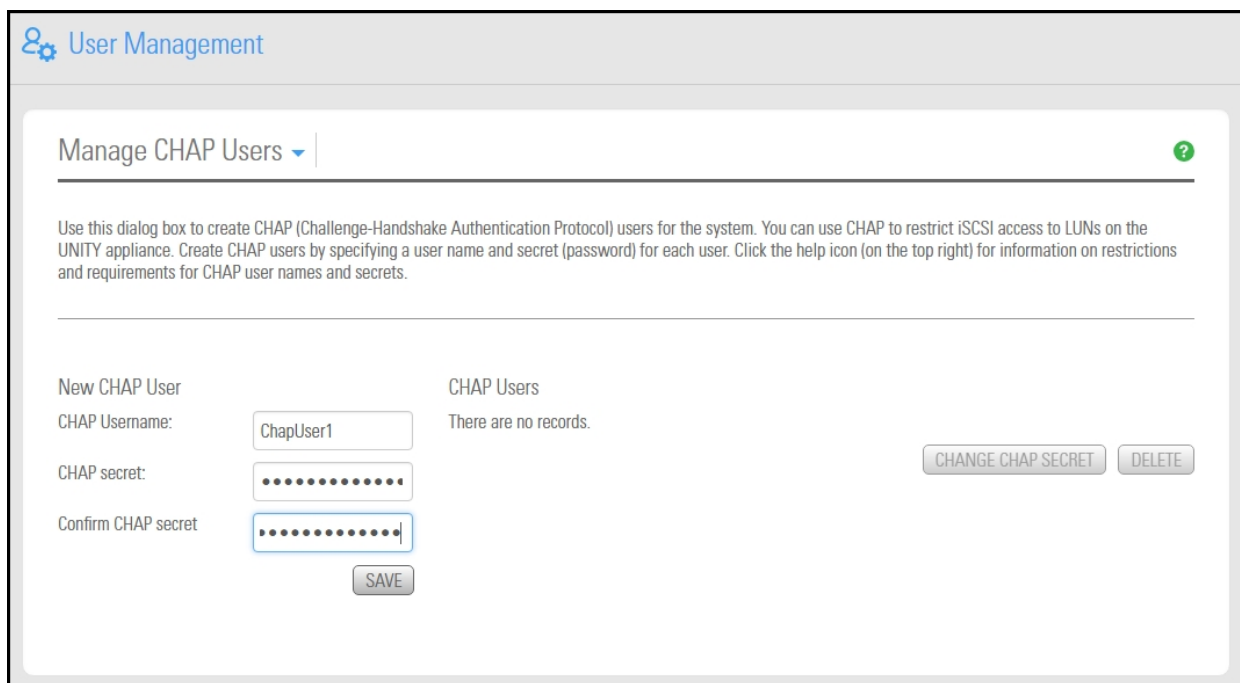 User Management
Manage CHAP Users
?
Use this dialog box to create CHAP (Challenge-Handshake Authentication Protocol) users for the system. You can use CHAP to restrict iSCSI access to LUNs on the
UNITY appliance. Create CHAP users by specifying a user name and secret (password) for each user. Click the help icon (on the top right) for information on restrictions
and requirements for CHAP user names and secrets.
New CHAP User
CHAP Username:
ChapUser1
CHAP secret:
Confirm CHAP secret
SAVE
CHAP Users
There are no records.
CHANGE CHAP SECRET
DELETE